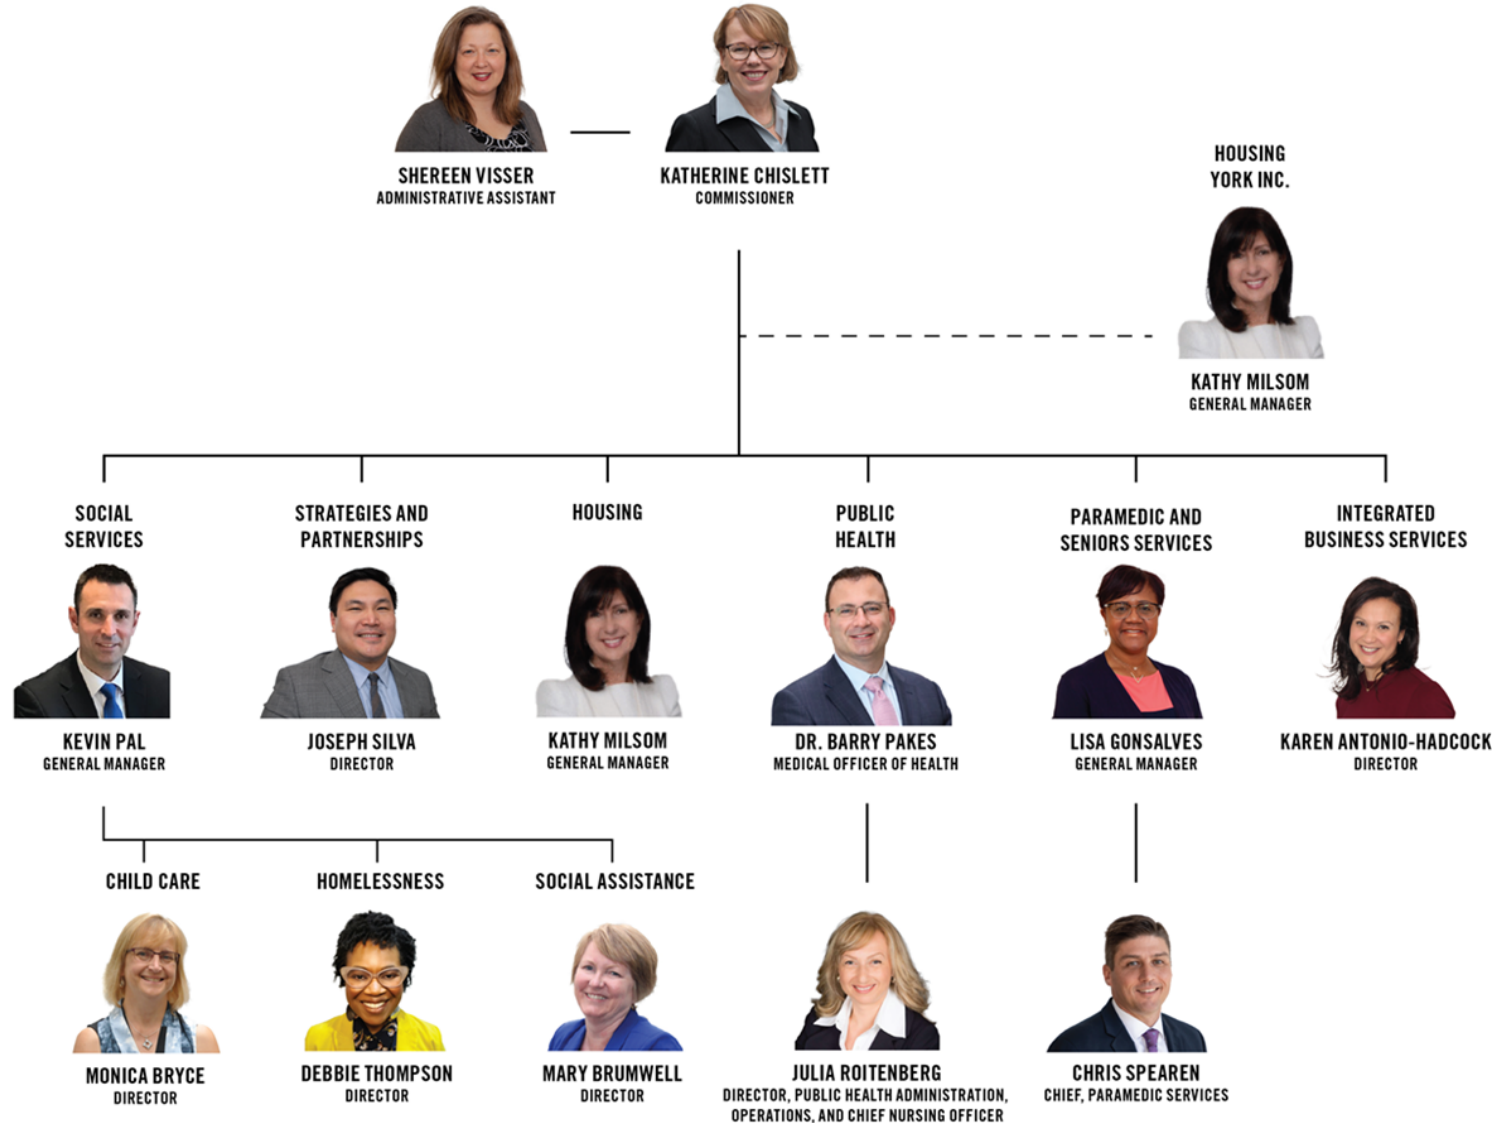 SHEREEN VISSER
ADMINISTRATIVE ASSISTANT
KATHERINE CHISLETT
COMMISSIONER
HOUSING
YORK INC.
KATHY MILSOM
GENERAL MANAGER
SOCIAL
SERVICES
KEVIN PAL
GENERAL MANAGER
STRATEGIES AND
PARTNERSHIPS
JOSEPH SILVA
DIRECTOR
HOUSING
KATHY MILSOM
GENERAL MANAGER
PUBLIC
HEALTH
DR. BARRY PAKES
MEDICAL OFFICER OF HEALTH
PARAMEDIC AND
SENIORS SERVICES
LISA GONSALVES
GENERAL MANAGER
INTEGRATED
BUSINESS SERVICES
KAREN ANTONIO-HADCOCK
DIRECTOR
CHILD CARE
MONICA BRYCE
DIRECTOR
HOMELESSNESS
DEBBIE THOMPSON
DIRECTOR
SOCIAL ASSISTANCE
MARY BRUMWELL
DIRECTOR
JULIA ROITENBERG
DIRECTOR, PUBLIC HEALTH ADMINISTRATION,
OPERATIONS, AND CHIEF NURSING OFFICER
CHRIS SPEAREN
CHIEF, PARAMEDIC SERVICES